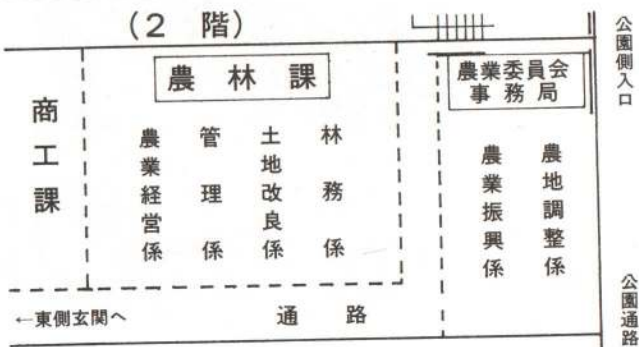 (2 階)
農林課
農業委員会
事務局
公園側入口
商工課
農業経営係
管理係
土地改良係
林務係
農業振興係
農地調整係
←東側玄関へ
通路
公園通路